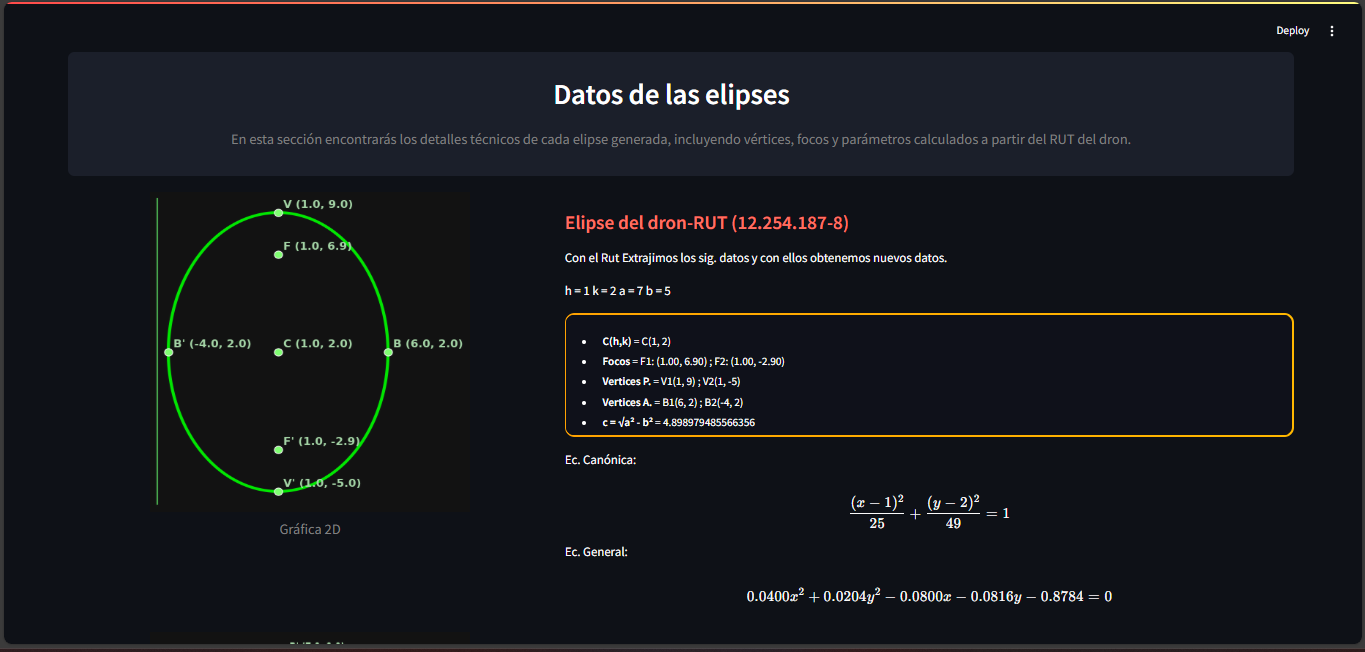 Deploy
Datos de las elipses
En esta sección encontrarás los detalles técnicos de cada elipse generada, incluyendo vértices, focos y parámetros calculados a partir del RUT del dron.
V (1.0, 9.0)
F (1.0, 6.9)
B' (-4.0, 2.0)
C (1.0, 2.0)
B (6.0, 2.0)
F' (1.0, -2.9)
V' (1.0, -5.0)
Gráfica 2D
Elipse del dron-RUT (12.254.187-8)
Con el Rut Extrajimos los sig. datos y con ellos obtenemos nuevos datos.
h = 1 k = 2 a = 7 b = 5
C(h,k) = C(1, 2)
Focos = F1: (1.00, 6.90) ; F2: (1.00, -2.90)
Vertices P. = V1(1, 9) ; V2(1, -5)
Vertices A. = B1(6, 2) ; B2(-4, 2)
c = √a² - b² = 4.898979485566356
Ec. Canónica:
(x − 1)²/25 + (y − 2)²/49 = 1
Ec. General:
0.0400x² + 0.0204y² − 0.0800x − 0.0816y − 0.8784 = 0